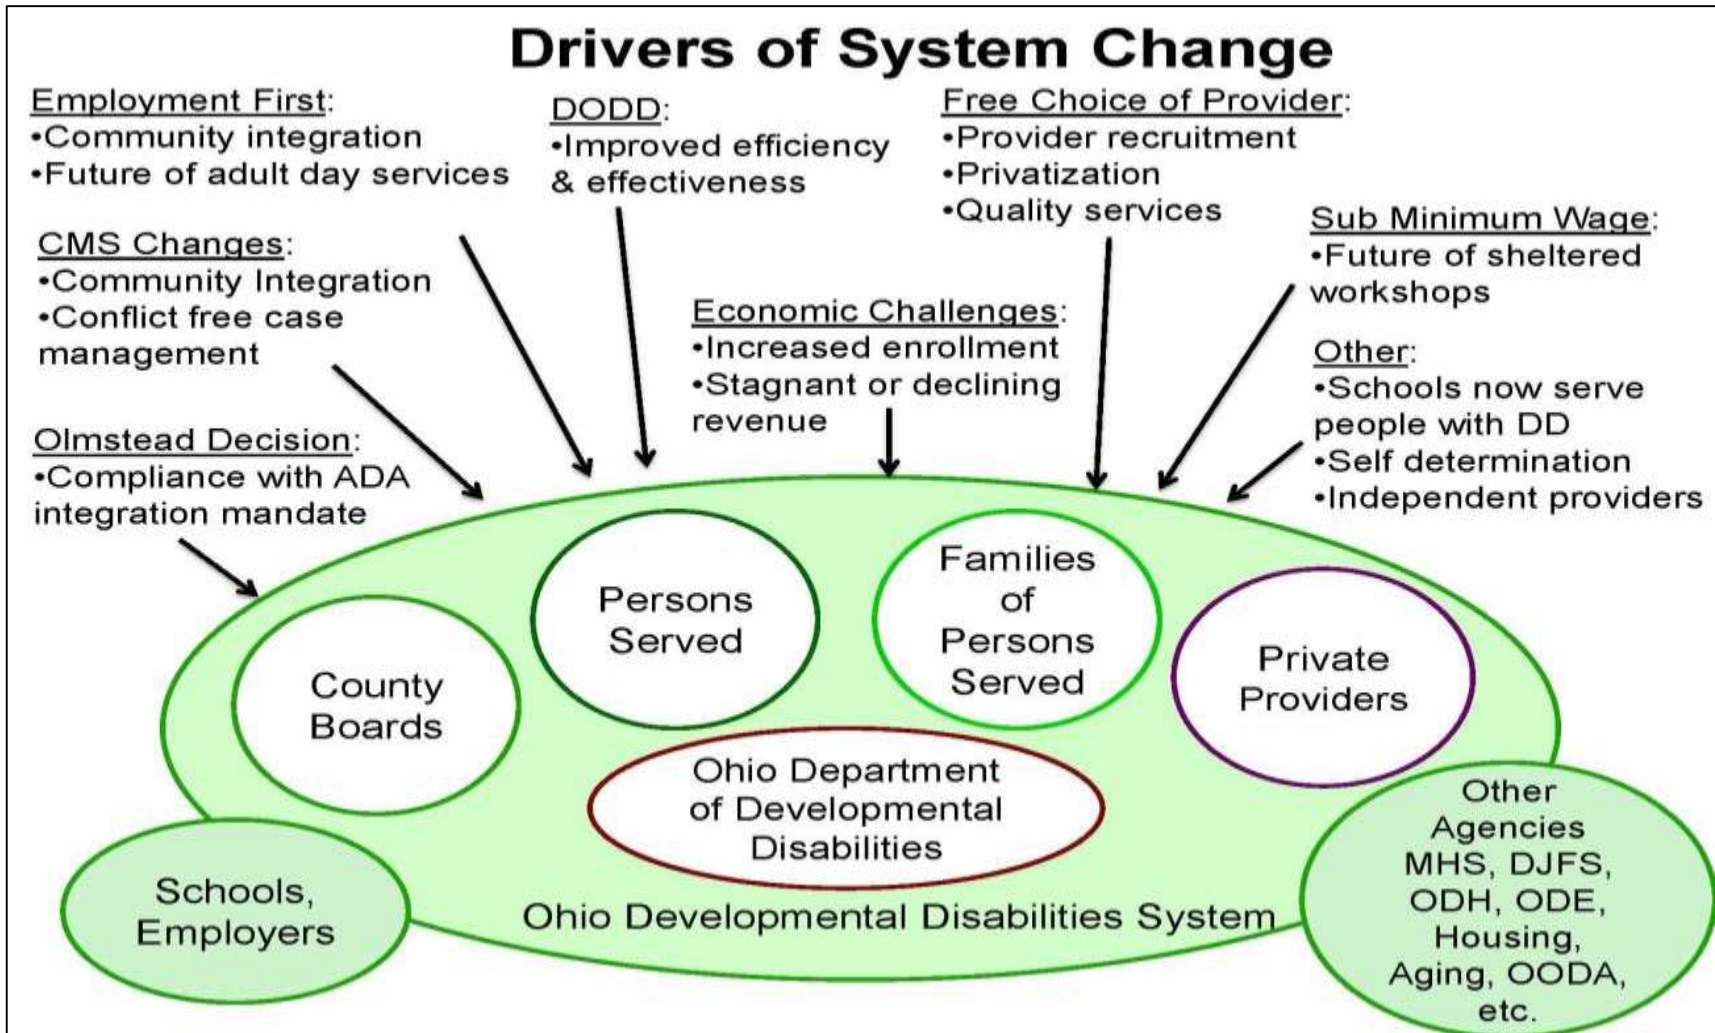 Drivers of System Change
Employment First:
•Community integration
•Future of adult day services
CMS Changes:
•Community Integration
•Conflict free case
management
Olmstead Decision:
•Compliance with ADA
integration mandate
DODD:
•Improved efficiency
& effectiveness
Economic Challenges:
•Increased enrollment
•Stagnant or declining
revenue
Free Choice of Provider:
•Provider recruitment
•Privatization
•Quality services
Sub Minimum Wage:
•Future of sheltered
workshops
Other:
•Schools now serve
people with DD
•Self determination
•Independent providers
County
Boards
Persons
Served
Families
of
Persons
Served
Private
Providers
Ohio Department
of Developmental
Disabilities
Schools,
Employers
Ohio Developmental Disabilities System
Other
Agencies
MHS, DJFS,
ODH, ODE,
Housing,
Aging, OODA,
etc.